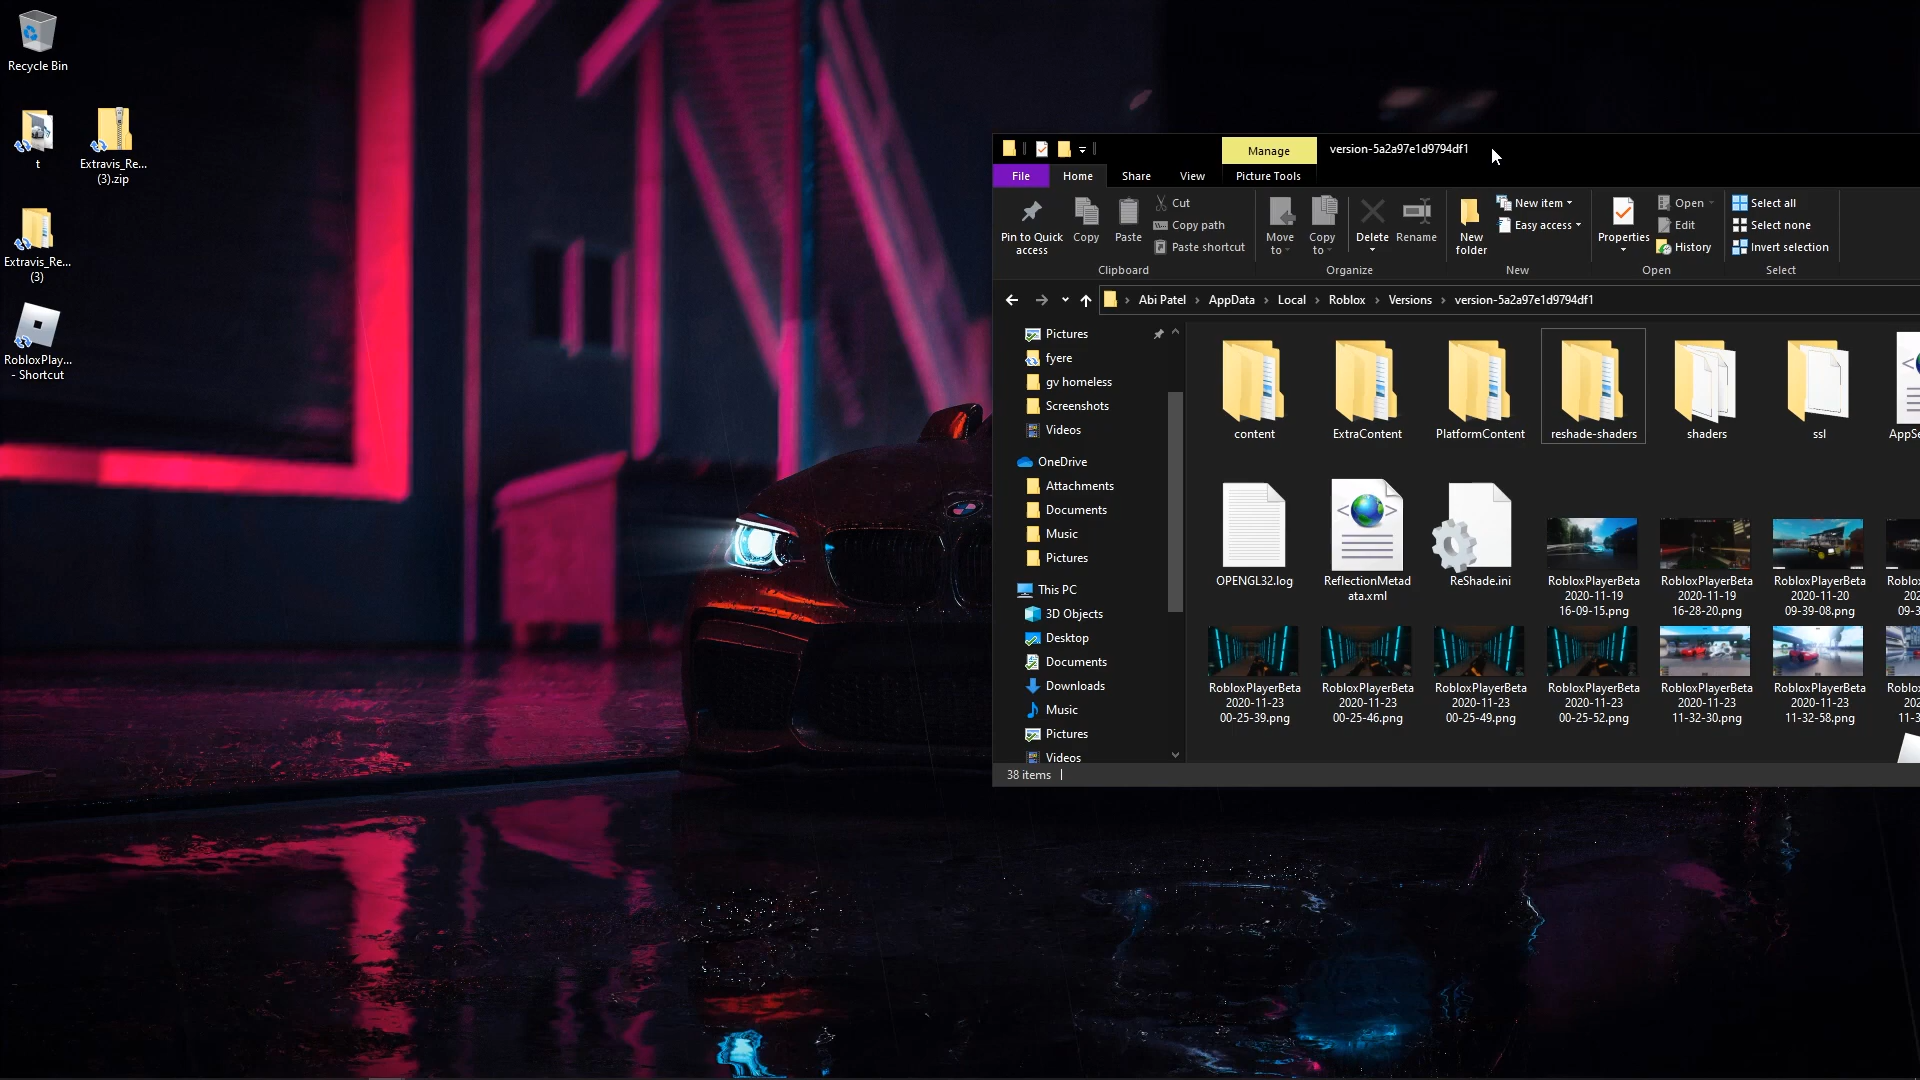 Recycle Bin
t
Extravis_Re...
(3).zip
Extravis_Re...
(3)
RobloxPlay...
- Shortcut
Manage
version-5a2a97e1d9794df1
File
Home
Share
View
Picture Tools
Pin to Quick
access
Copy
Paste
Cut
Copy path
Paste shortcut
Move
to
Copy
to
Delete
Rename
New
folder
New item
Easy access
Properties
Open
Edit
History
Select all
Select none
Invert selection
Clipboard
Organize
New
Open
Select
Abi Patel
AppData
Local
Roblox
Versions
version-5a2a97e1d9794df1
Pictures
fyere
gv homeless
Screenshots
Videos
OneDrive
Attachments
Documents
Music
Pictures
This PC
3D Objects
Desktop
Documents
Downloads
Music
Pictures
Videos
content
ExtraContent
PlatformContent
reshade-shaders
shaders
ssl
AppSe
OPENGL32.log
ReflectionMetad
ata.xml
ReShade.ini
RobloxPlayerBeta
2020-11-19
16-09-15.png
RobloxPlayerBeta
2020-11-19
16-28-20.png
RobloxPlayerBeta
2020-11-20
09-39-08.png
Roblo
202
09-3
RobloxPlayerBeta
2020-11-23
00-25-39.png
RobloxPlayerBeta
2020-11-23
00-25-46.png
RobloxPlayerBeta
2020-11-23
00-25-49.png
RobloxPlayerBeta
2020-11-23
00-25-52.png
RobloxPlayerBeta
2020-11-23
11-32-30.png
RobloxPlayerBeta
2020-11-23
11-32-58.png
Roblo
202
11-3
38 items